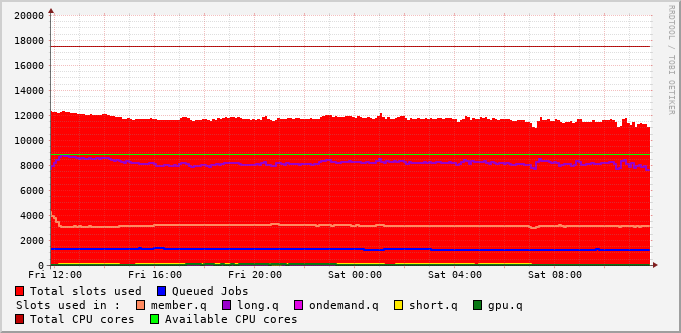 20000
18000
16000
14000
12000
10000
8000
6000
4000
2000
0
Fri 12:00 Fri 16:00 Fri 20:00 Sat 00:00 Sat 04:00 Sat 08:00
Total slots used Queued Jobs
Slots used in : member.q long.q ondemand.q short.q gpu.q
Total CPU cores Available CPU cores
RRDTOOL / TOBI OETIKER